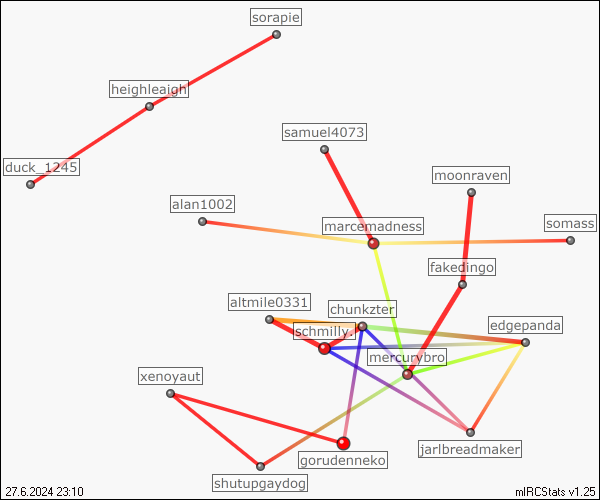 sorapie
heighleaigh
samuel4073
duck_1245
moonraven
alan1002
marcemadness
somass
fakedingo
altmile0331
chunkzter
schmilly.
edgepanda
mercurybro
xenoyaut
jarlbreadmaker
gorudenneko
shutupgaydog
27.6.2024 23:10
mIRCStats v1.25